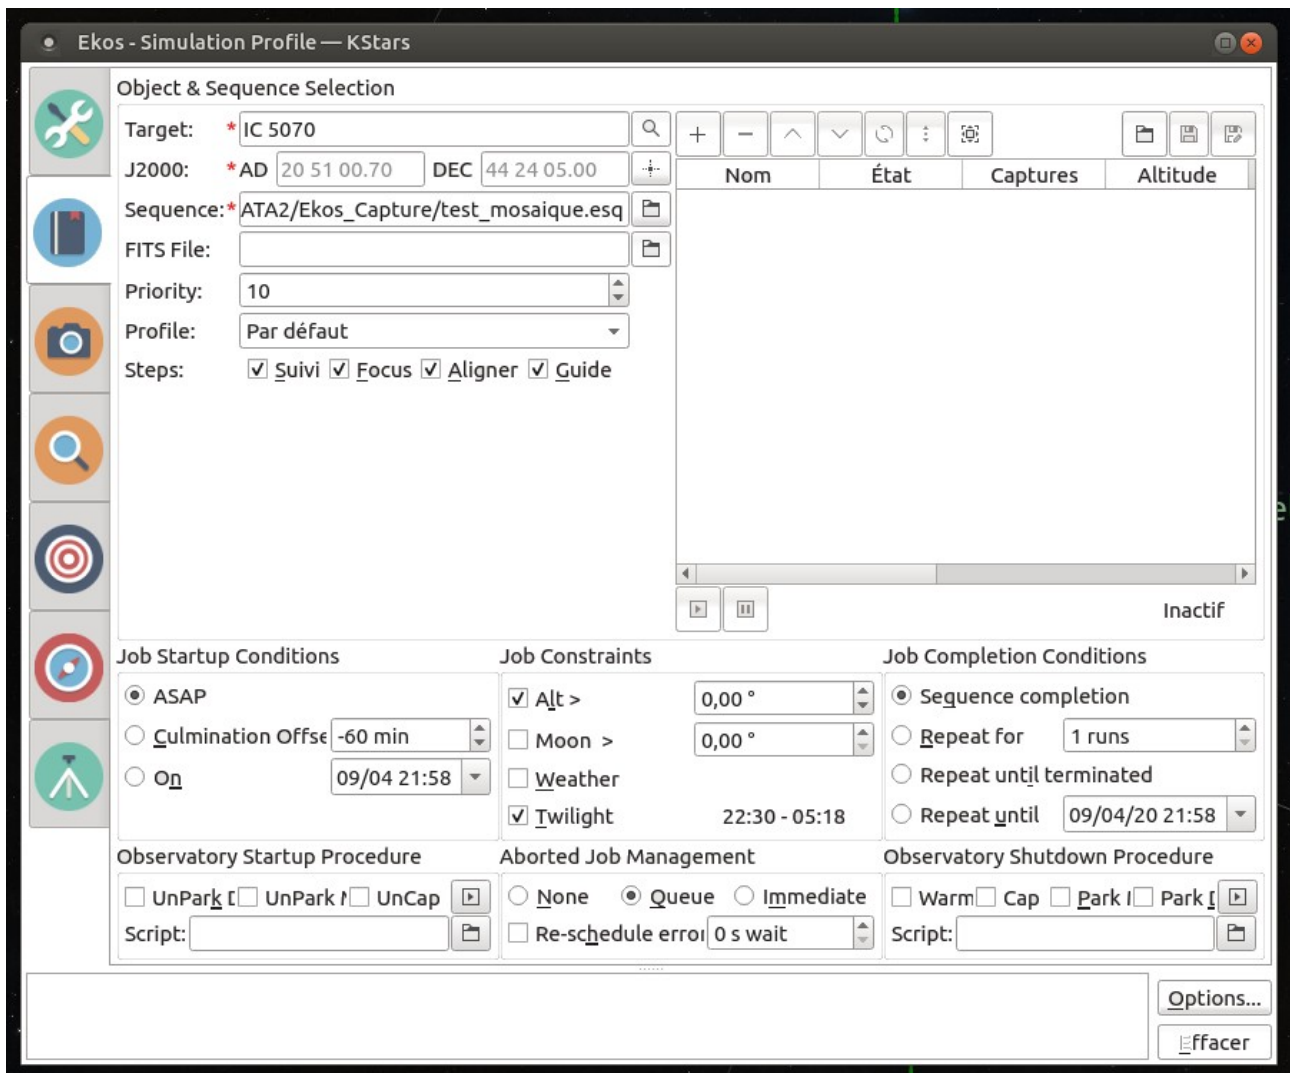 Ekos - Simulation Profile — KStars
Object & Sequence Selection
Target: * IC 5070
J2000: * AD 20 51 00.70 DEC 44 24 05.00
Nom État Captures Altitude
Sequence: * ATA2/Ekos_Capture/test_mosaique.esq
FITS File:
Priority: 10
Profile: Par défaut
Steps: Suivi Focus Aligner Guide
Inactif
Job Startup Conditions
ASAP
Culmination Offse -60 min
On 09/04 21:58
Job Constraints
Alt > 0,00 °
Moon > 0,00 °
Weather
Twilight 22:30 - 05:18
Job Completion Conditions
Sequence completion
Repeat for 1 runs
Repeat until terminated
Repeat until 09/04/20 21:58
Observatory Startup Procedure
UnPark UnPark UnCap
Script:
Aborted Job Management
None Queue Immediate
Re-schedule error 0 s wait
Observatory Shutdown Procedure
Warm Cap Park Park
Script:
Options...
Effacer